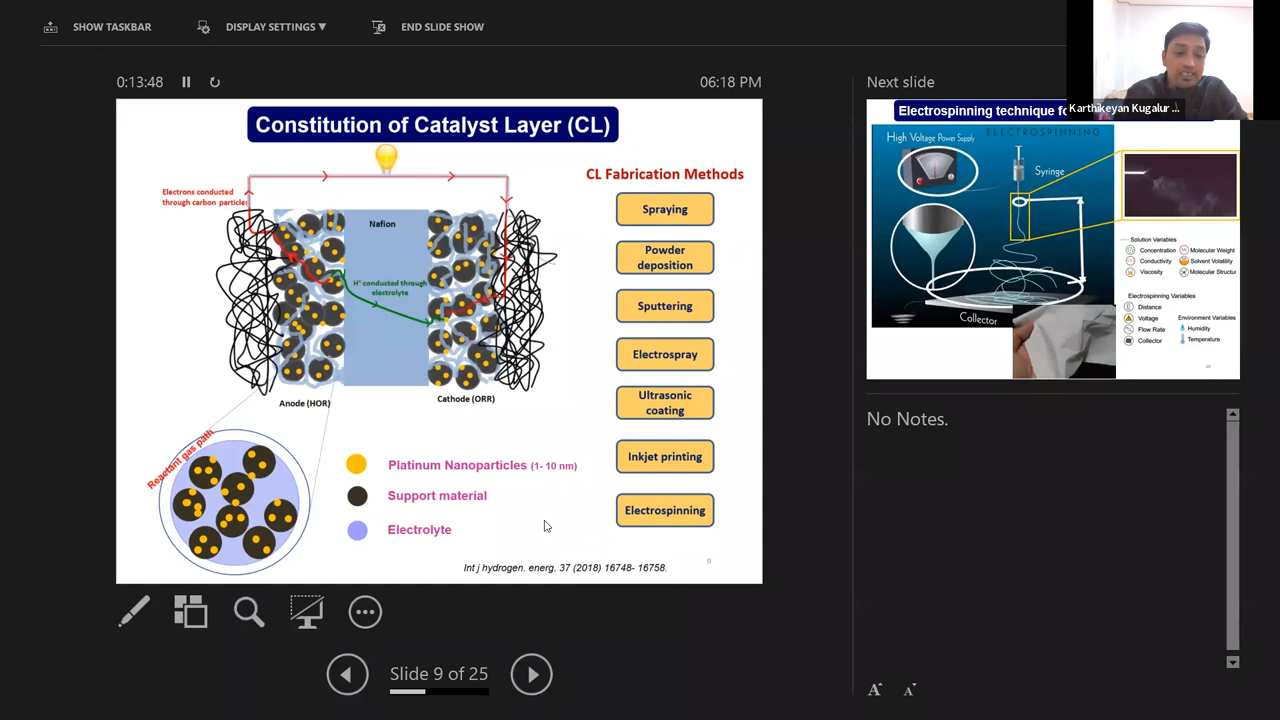 SHOW TASKBAR
DISPLAY SETTINGS ▼
END SLIDE SHOW
0:13:48
06:18 PM
Constitution of Catalyst Layer (CL)
Electrons conducted
through carbon particles
Nafion
H⁺ conducted through
electrolyte
Anode (HOR)
Cathode (ORR)
Reactant gas path
Platinum Nanoparticles (1- 10 nm)
Support material
Electrolyte
CL Fabrication Methods
Spraying
Powder
deposition
Sputtering
Electrospray
Ultrasonic
coating
Inkjet printing
Electrospinning
Int j hydrogen. energ. 37 (2018) 16748- 16758.
9
Slide 9 of 25
Next slide
Karthikeyan Kugalur ...
Electrospinning technique fo
High Voltage Power Supply
ELECTROSPINNING
Syringe
Collector
Solution Variables
Concentration
Molecular Weight
Conductivity
Solvent Volatility
Viscosity
Molecular Structur
Electrospinning Variables
Distance
Voltage
Flow Rate
Collector
Environment Variables
Humidity
Temperature
10
No Notes.
A
A